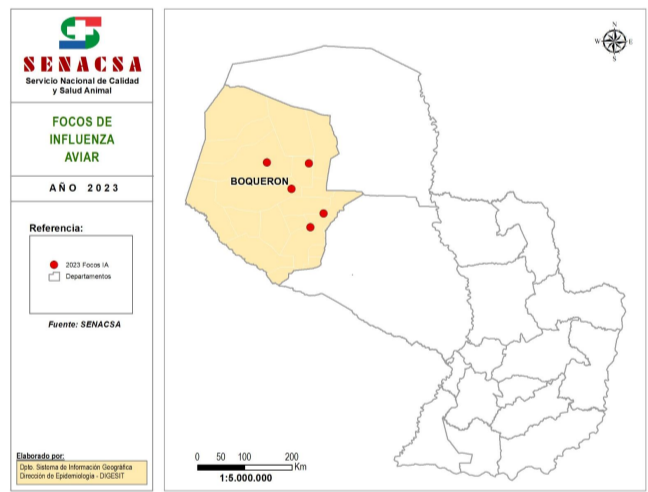 SENACSA
Servicio Nacional de Calidad
y Salud Animal
FOCOS DE
INFLUENZA
AVIAR
AÑO 2023
Referencia:
2023 Focos IA
Departamentos
Fuente: SENACSA
Elaborado por:
Dpto. Sistema de Información Geográfica
Dirección de Epidemiología - DIGESIT
N
W E
S
BOQUERON
0 50 100 200
Km
1:5.000.000